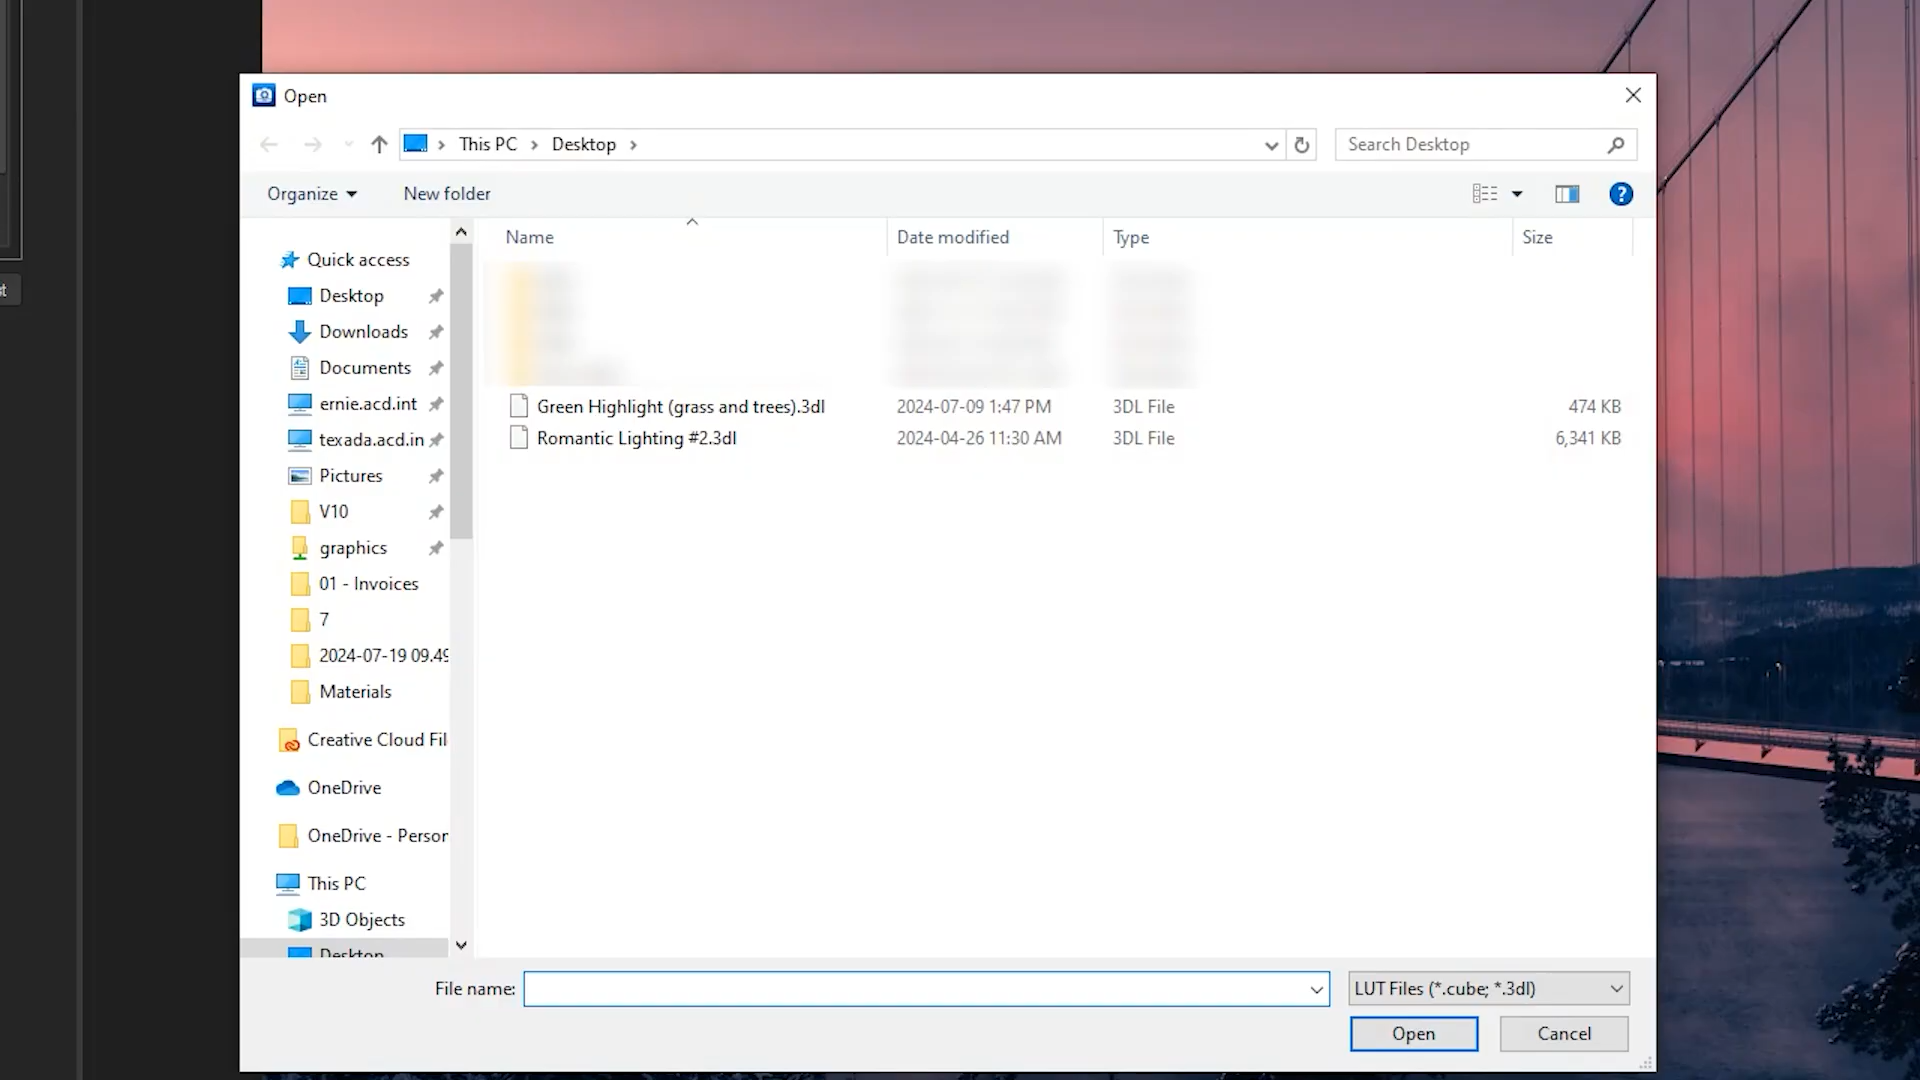 Open
This PC > Desktop >
Search Desktop
Organize
New folder
?
Name
Date modified
Type
Size
Quick access
Desktop
Downloads
Documents
ernie.acd.int
texada.acd.in
Pictures
V10
graphics
01 - Invoices
7
2024-07-19 09.49
Materials
Creative Cloud Fil
OneDrive
OneDrive - Person
This PC
3D Objects
Desktop
Green Highlight (grass and trees).3dl 2024-07-09 1:47 PM 3DL File 474 KB
Romantic Lighting #2.3dl 2024-04-26 11:30 AM 3DL File 6,341 KB
File name:
LUT Files (*.cube; *.3dl)
Open
Cancel